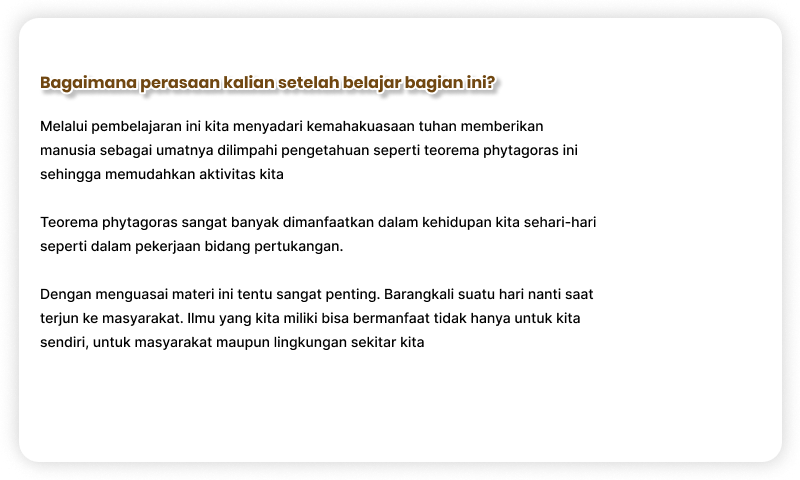 Bagaimana perasaan kalian setelah belajar bagian ini?
Melalui pembelajaran ini kita menyadari kemahakuasaan tuhan memberikan
manusia sebagai umatnya dilimpahi pengetahuan seperti teorema phytagoras ini
sehingga memudahkan aktivitas kita
Teorema phytagoras sangat banyak dimanfaatkan dalam kehidupan kita sehari-hari
seperti dalam pekerjaan bidang pertukangan.
Dengan menguasai materi ini tentu sangat penting. Barangkali suatu hari nanti saat
terjun ke masyarakat. Ilmu yang kita miliki bisa bermanfaat tidak hanya untuk kita
sendiri, untuk masyarakat maupun lingkungan sekitar kita